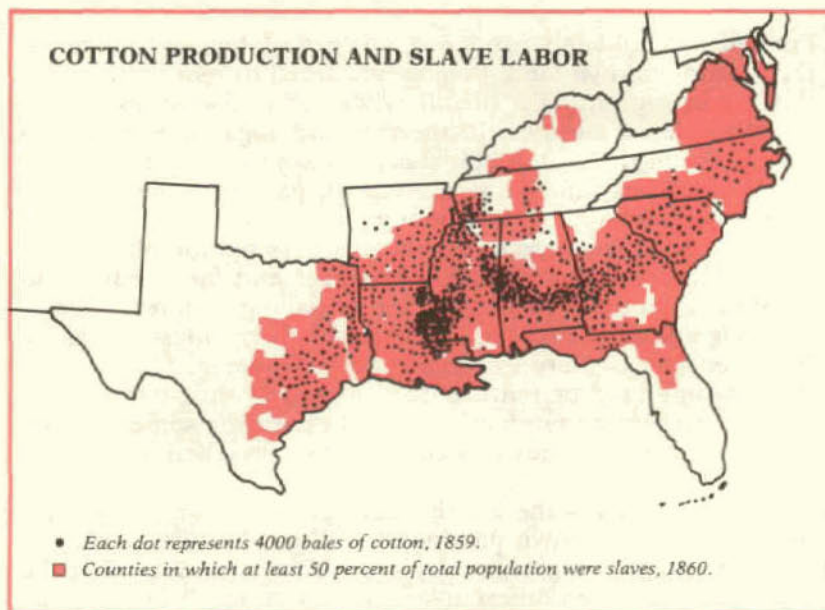 COTTON PRODUCTION AND SLAVE LABOR
Each dot represents 4000 bales of cotton, 1859.
Counties in which at least 50 percent of total population were slaves, 1860.